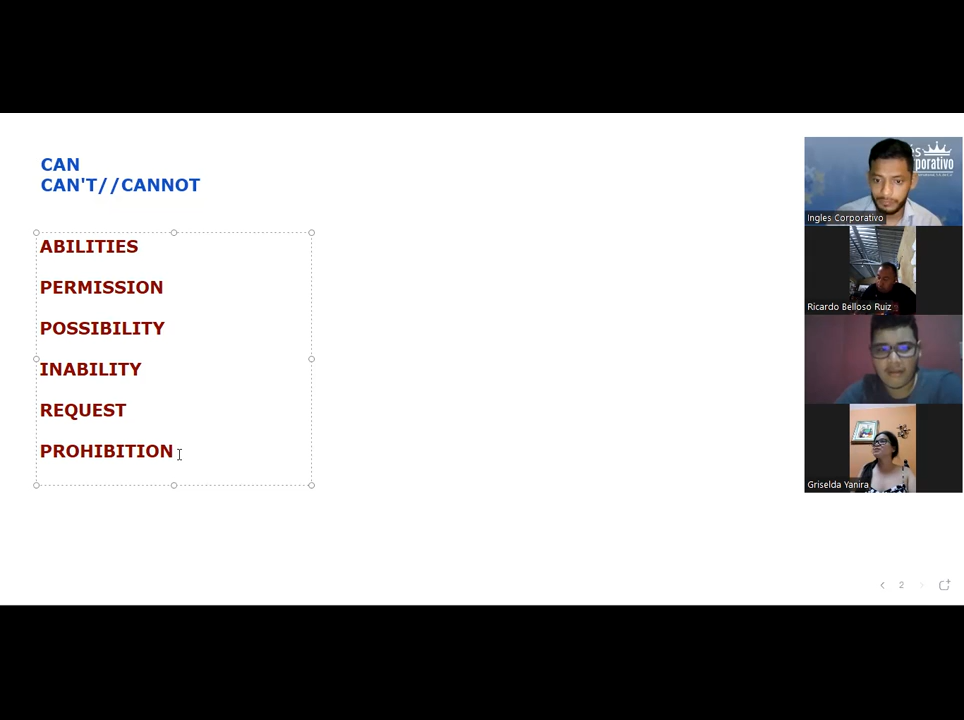 CAN
CAN'T//CANNOT
ABILITIES
PERMISSION
POSSIBILITY
INABILITY
REQUEST
PROHIBITION
Ingles Corporativo
Ricardo Belloso Ruiz
Griselda Yanira
2